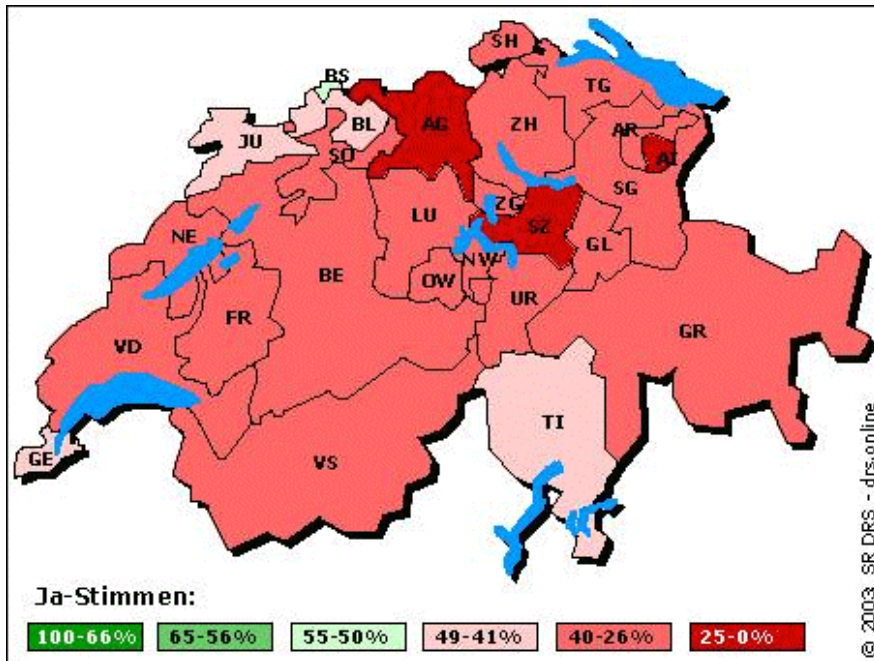 SH
BS
TG
BL
AG
ZH
JU
AR
AI
SO
SG
ZG
LU
SZ
NE
GL
NW
BE
OW
UR
FR
GR
VD
TI
GE
VS
Ja-Stimmen:
100-66% 65-56% 55-50% 49-41% 40-26% 25-0%
© 2003 SR DRS - drs.online